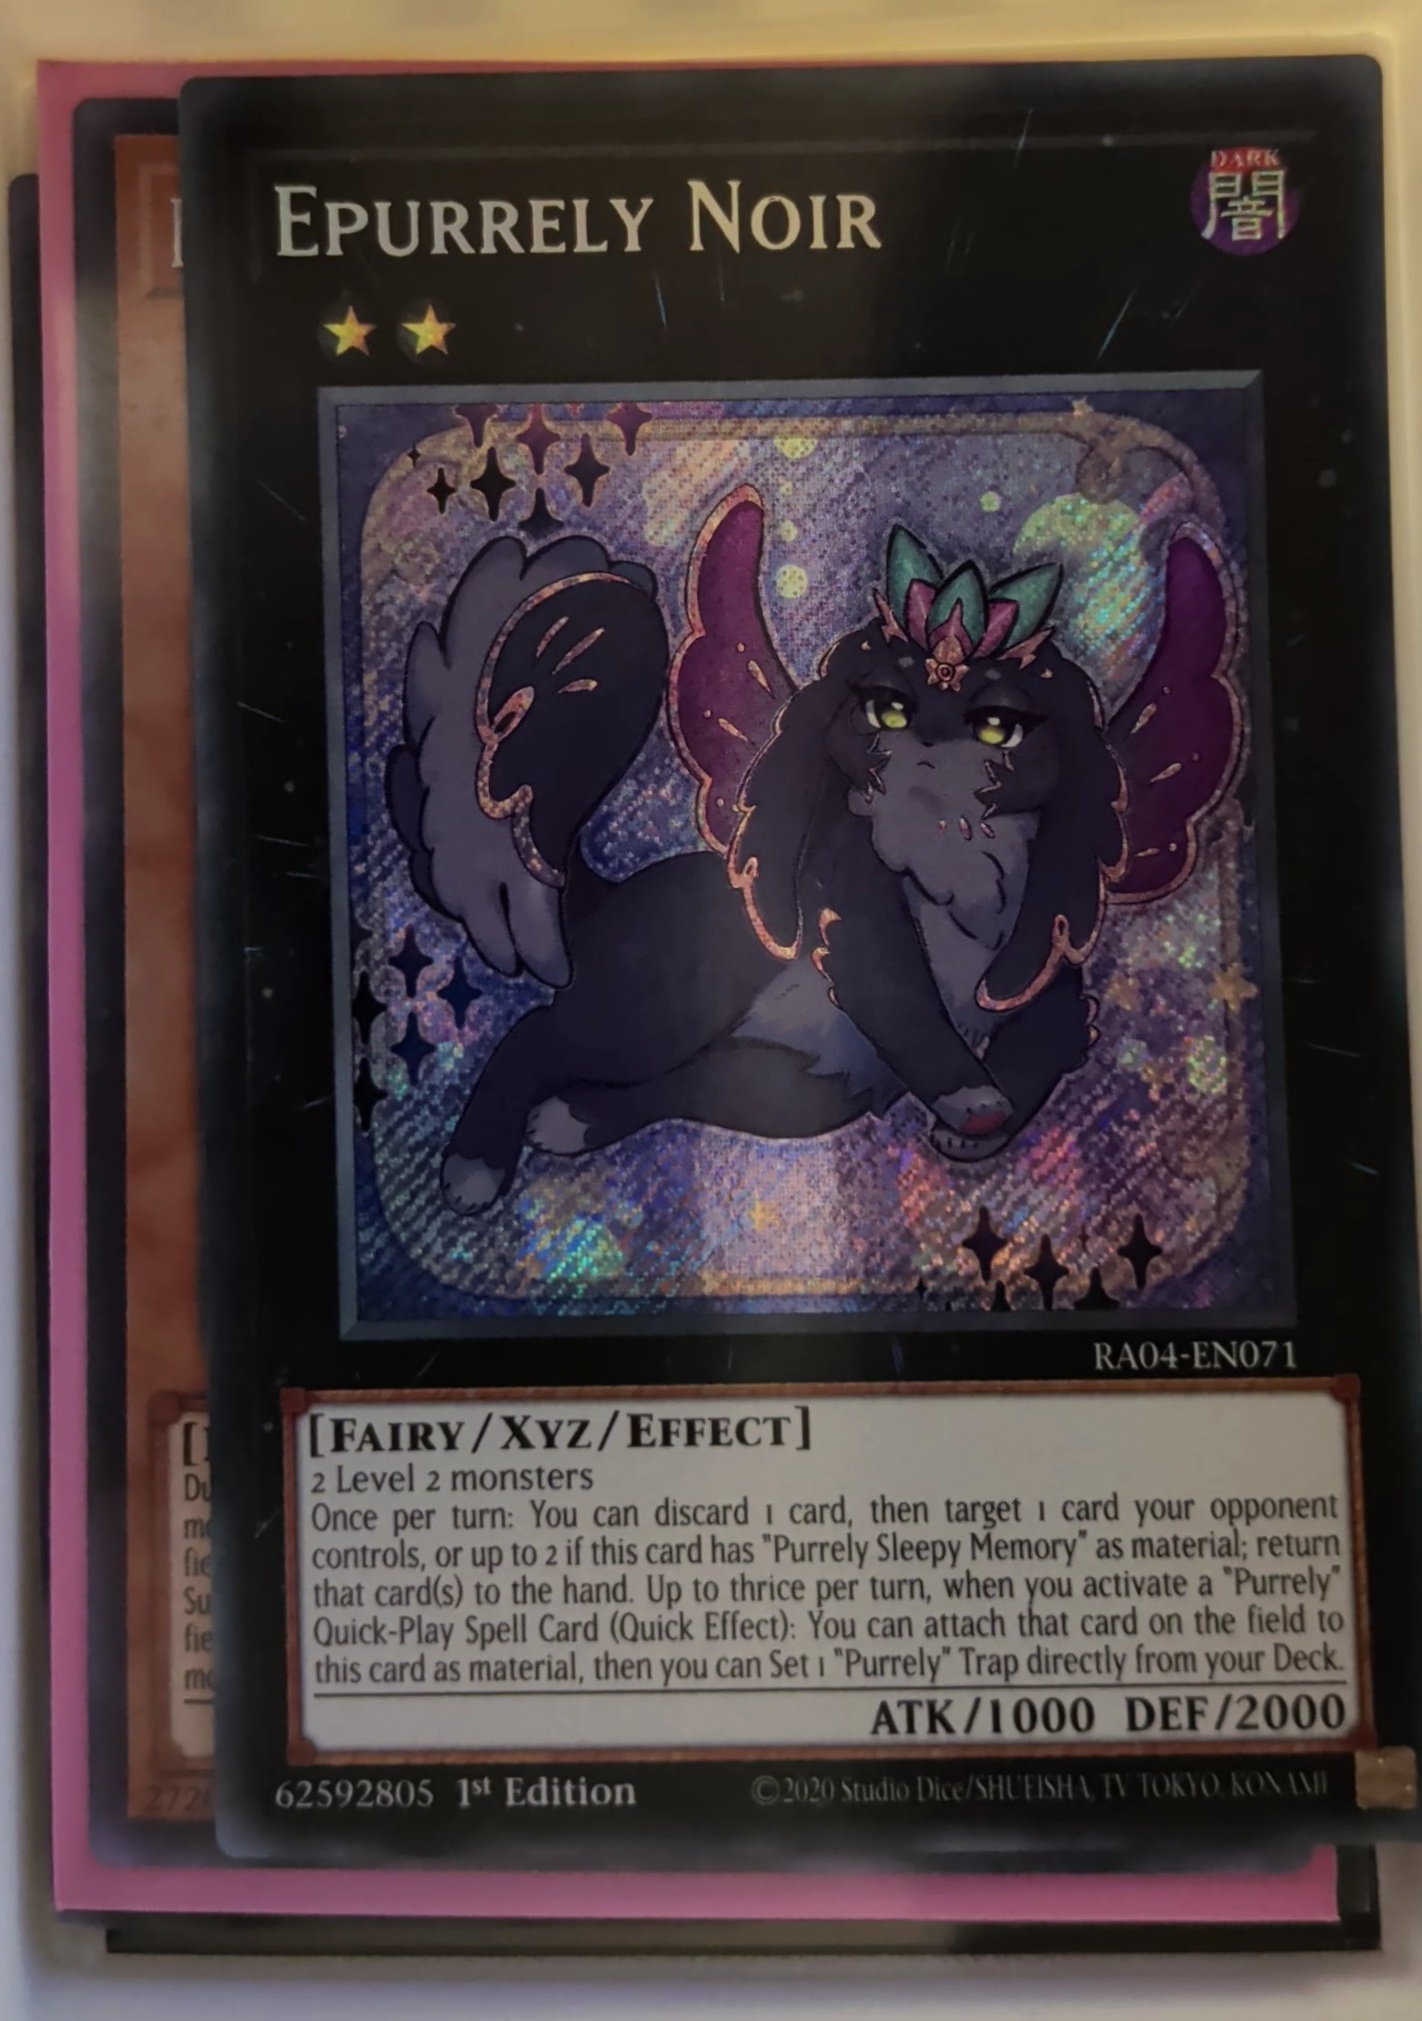 EPURRELY NOIR
DARK
闇
RA04-EN071
[FAIRY/XYZ/EFFECT]
2 Level 2 monsters
Once per turn: You can discard 1 card, then target 1 card your opponent
controls, or up to 2 if this card has "Purrely Sleepy Memory" as material; return
that card(s) to the hand. Up to thrice per turn, when you activate a "Purrely"
Quick-Play Spell Card (Quick Effect): You can attach that card on the field to
this card as material, then you can Set 1 "Purrely" Trap directly from your Deck.
ATK/1000 DEF/2000
62592805 1st Edition
©2020 Studio Dice/SHUEISHA, TV TOKYO, KONAMI